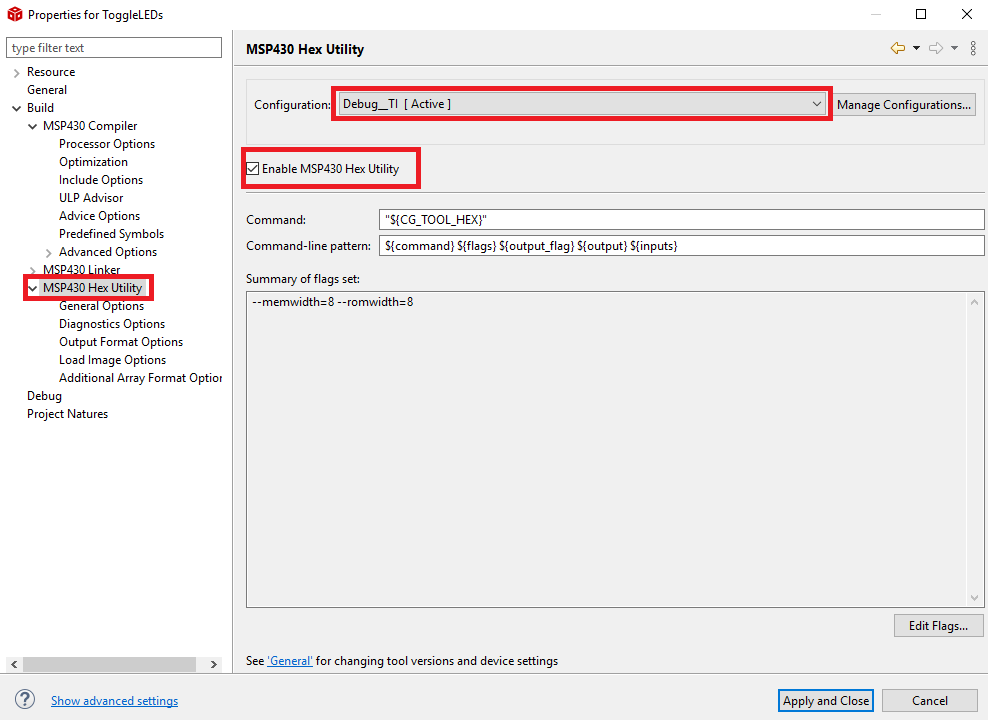 Properties for ToggleLEDs
type filter text
Resource
General
Build
MSP430 Compiler
Processor Options
Optimization
Include Options
ULP Advisor
Advice Options
Predefined Symbols
Advanced Options
MSP430 Linker
MSP430 Hex Utility
General Options
Diagnostics Options
Output Format Options
Load Image Options
Additional Array Format Option
Debug
Project Natures
MSP430 Hex Utility
Configuration: Debug__TI [ Active ] Manage Configurations...
Enable MSP430 Hex Utility
Command: "${CG_TOOL_HEX}"
Command-line pattern: ${command} ${flags} ${output_flag} ${output} ${inputs}
Summary of flags set:
--memwidth=8 --romwidth=8
Edit Flags...
See 'General' for changing tool versions and device settings
? Show advanced settings Apply and Close Cancel